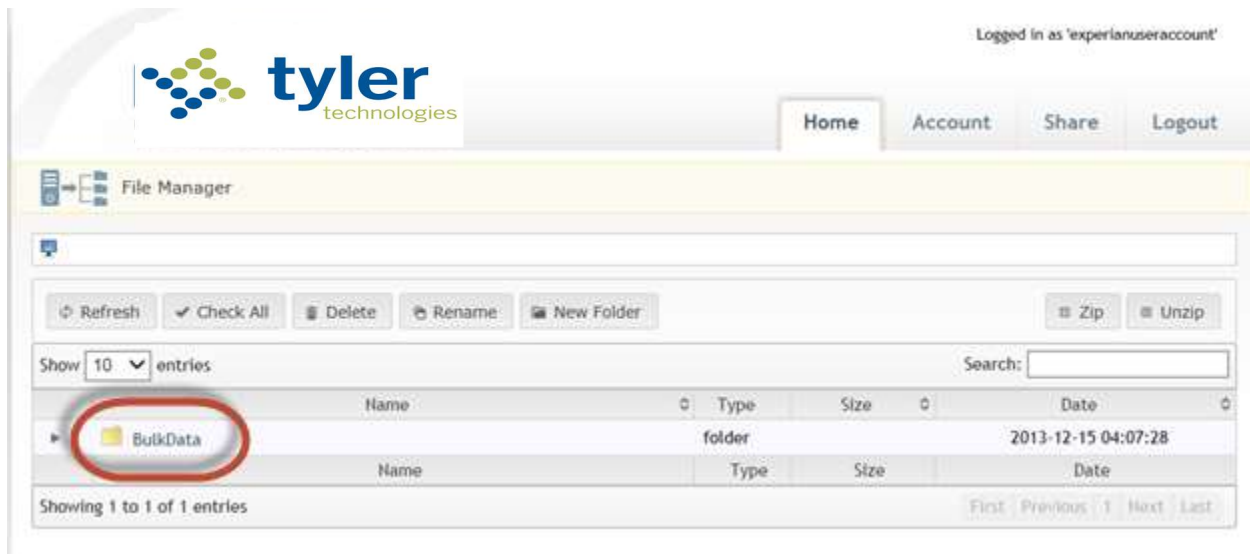 Logged in as 'experianuseraccount'
tyler
technologies
Home Account Share Logout
File Manager
Refresh Check All Delete Rename New Folder Zip Unzip
Show 10 entries Search:
Name Type Size Date
BulkData folder 2013-12-15 04:07:28
Name Type Size Date
Showing 1 to 1 of 1 entries First Previous 1 Next Last